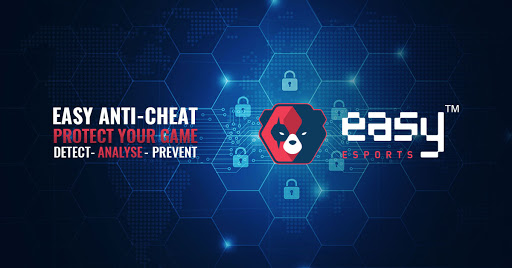 EASY ANTI-CHEAT
PROTECT YOUR GAME
DETECT- ANALYSE - PREVENT
easy™
ESPORTS